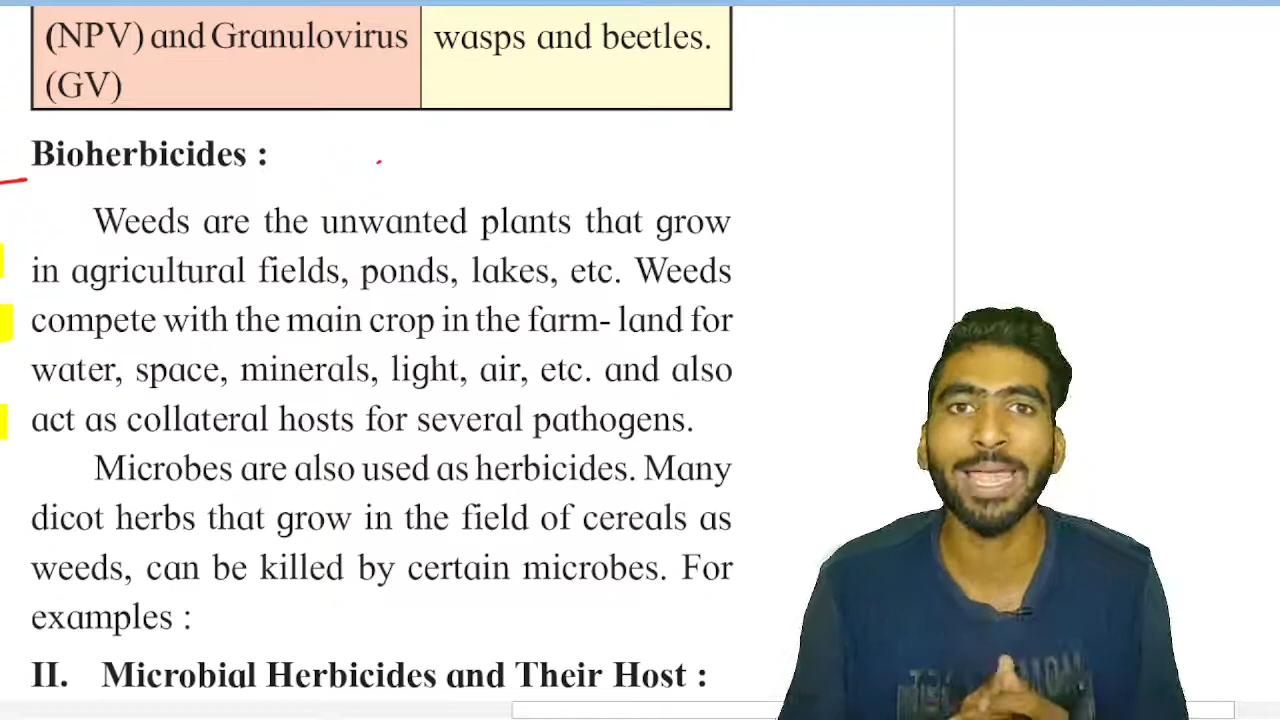 (NPV) and Granulovirus
(GV)
wasps and beetles.
Bioherbicides :
Weeds are the unwanted plants that grow
in agricultural fields, ponds, lakes, etc. Weeds
compete with the main crop in the farm- land for
water, space, minerals, light, air, etc. and also
act as collateral hosts for several pathogens.
Microbes are also used as herbicides. Many
dicot herbs that grow in the field of cereals as
weeds, can be killed by certain microbes. For
examples :
II. Microbial Herbicides and Their Host :